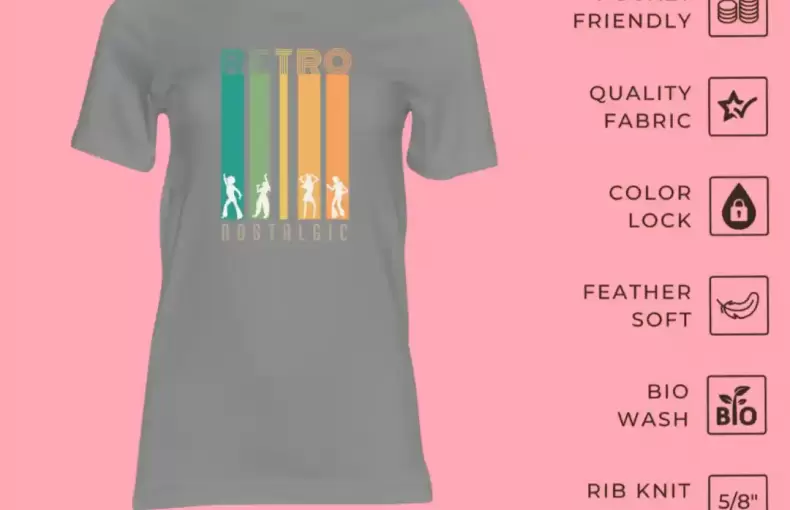 RETRO
NOSTALGIC
FRIENDLY
QUALITY
FABRIC
COLOR
LOCK
FEATHER
SOFT
BIO
WASH
BIO
RIB KNIT
5/8"